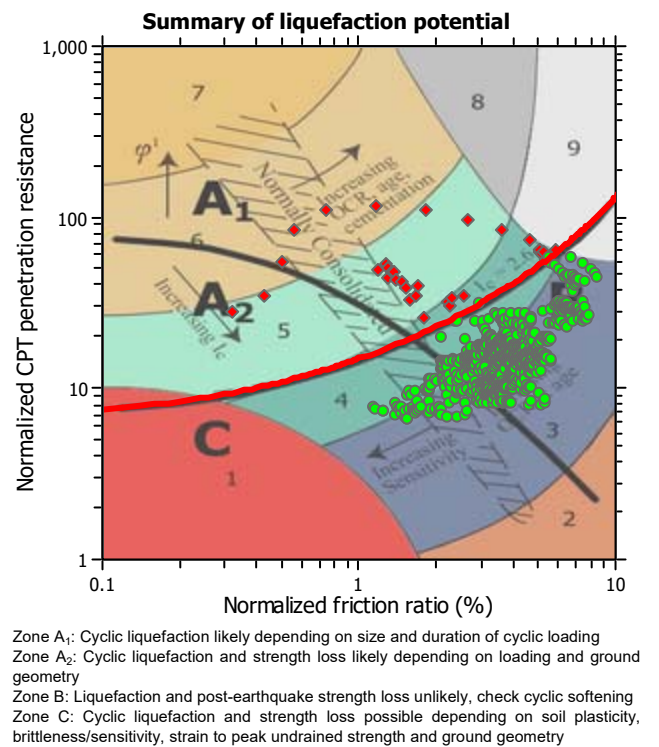 Summary of liquefaction potential
1,000
7
8
9
φ'
Increasing
OCR, age,
cementation
Normally Consolidated
A1
100
6
A2
Increasing Ic
5
10
4
C
1
Increasing
Sensitivity
age
3
2
1
0.1
1
10
Normalized CPT penetration resistance
Normalized friction ratio (%)
Zone A1: Cyclic liquefaction likely depending on size and duration of cyclic loading
Zone A2: Cyclic liquefaction and strength loss likely depending on loading and ground
geometry
Zone B: Liquefaction and post-earthquake strength loss unlikely, check cyclic softening
Zone C: Cyclic liquefaction and strength loss possible depending on soil plasticity,
brittleness/sensitivity, strain to peak undrained strength and ground geometry